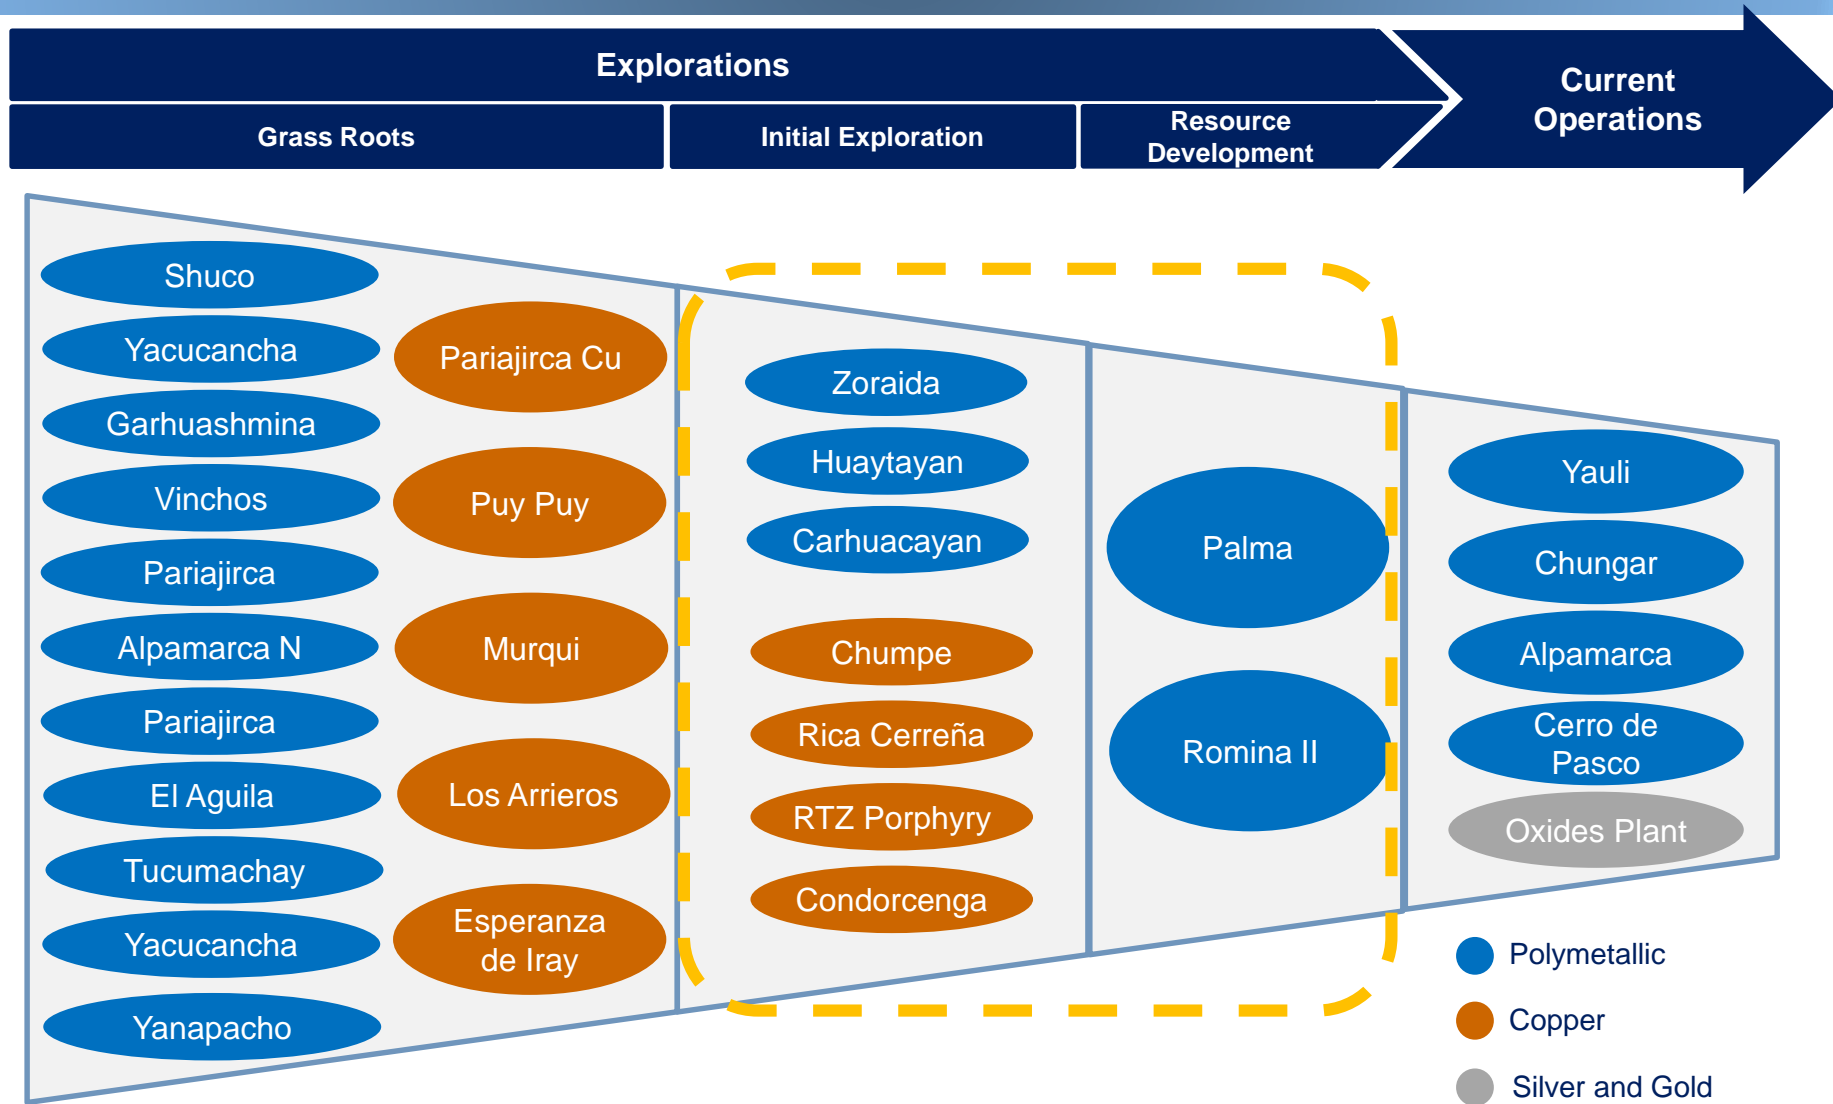 Explorations
Current
Operations
Grass Roots
Initial Exploration
Resource
Development
Shuco
Yacucancha
Garhuashmina
Vinchos
Pariajirca
Alpamarca N
Pariajirca
El Aguila
Tucumachay
Yacucancha
Yanapacho
Pariajirca Cu
Puy Puy
Murqui
Los Arrieros
Esperanza
de Iray
Zoraida
Huaytayan
Carhuacayan
Chumpe
Rica Cerreña
RTZ Porphyry
Condorcenga
Palma
Romina II
Yauli
Chungar
Alpamarca
Cerro de
Pasco
Oxides Plant
Polymetallic
Copper
Silver and Gold